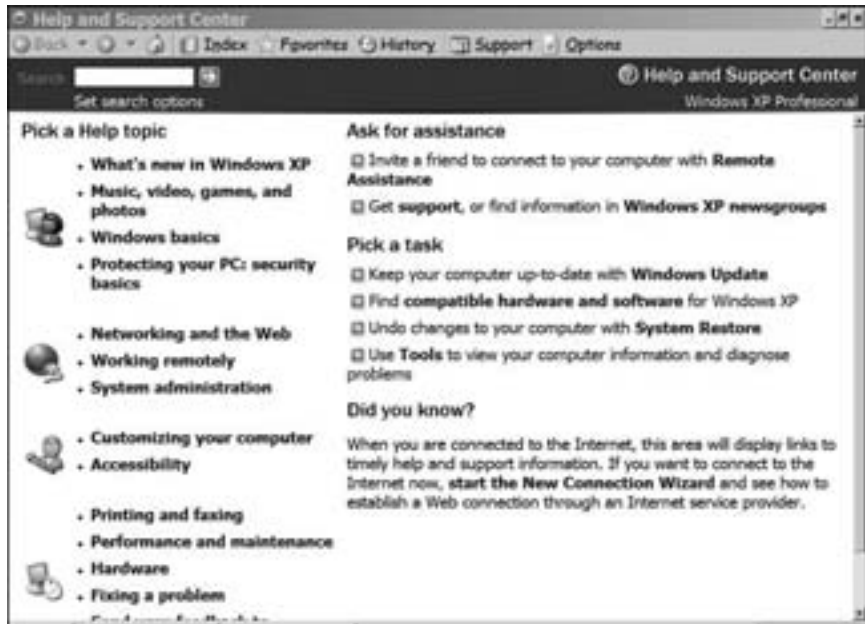 Help and Support Center
Back Index Favorites History Support Options
Search
Help and Support Center
Set search options
Windows XP Professional
Pick a Help topic
What's new in Windows XP
Music, video, games, and
photos
Windows basics
Protecting your PC: security
basics
Networking and the Web
Working remotely
System administration
Customizing your computer
Accessibility
Printing and faxing
Performance and maintenance
Hardware
Fixing a problem
Send your feedback to
Ask for assistance
Invite a friend to connect to your computer with Remote
Assistance
Get support, or find information in Windows XP newsgroups
Pick a task
Keep your computer up-to-date with Windows Update
Find compatible hardware and software for Windows XP
Undo changes to your computer with System Restore
Use Tools to view your computer information and diagnose
problems
Did you know?
When you are connected to the Internet, this area will display links to
timely help and support information. If you want to connect to the
Internet now, start the New Connection Wizard and see how to
establish a Web connection through an Internet service provider.